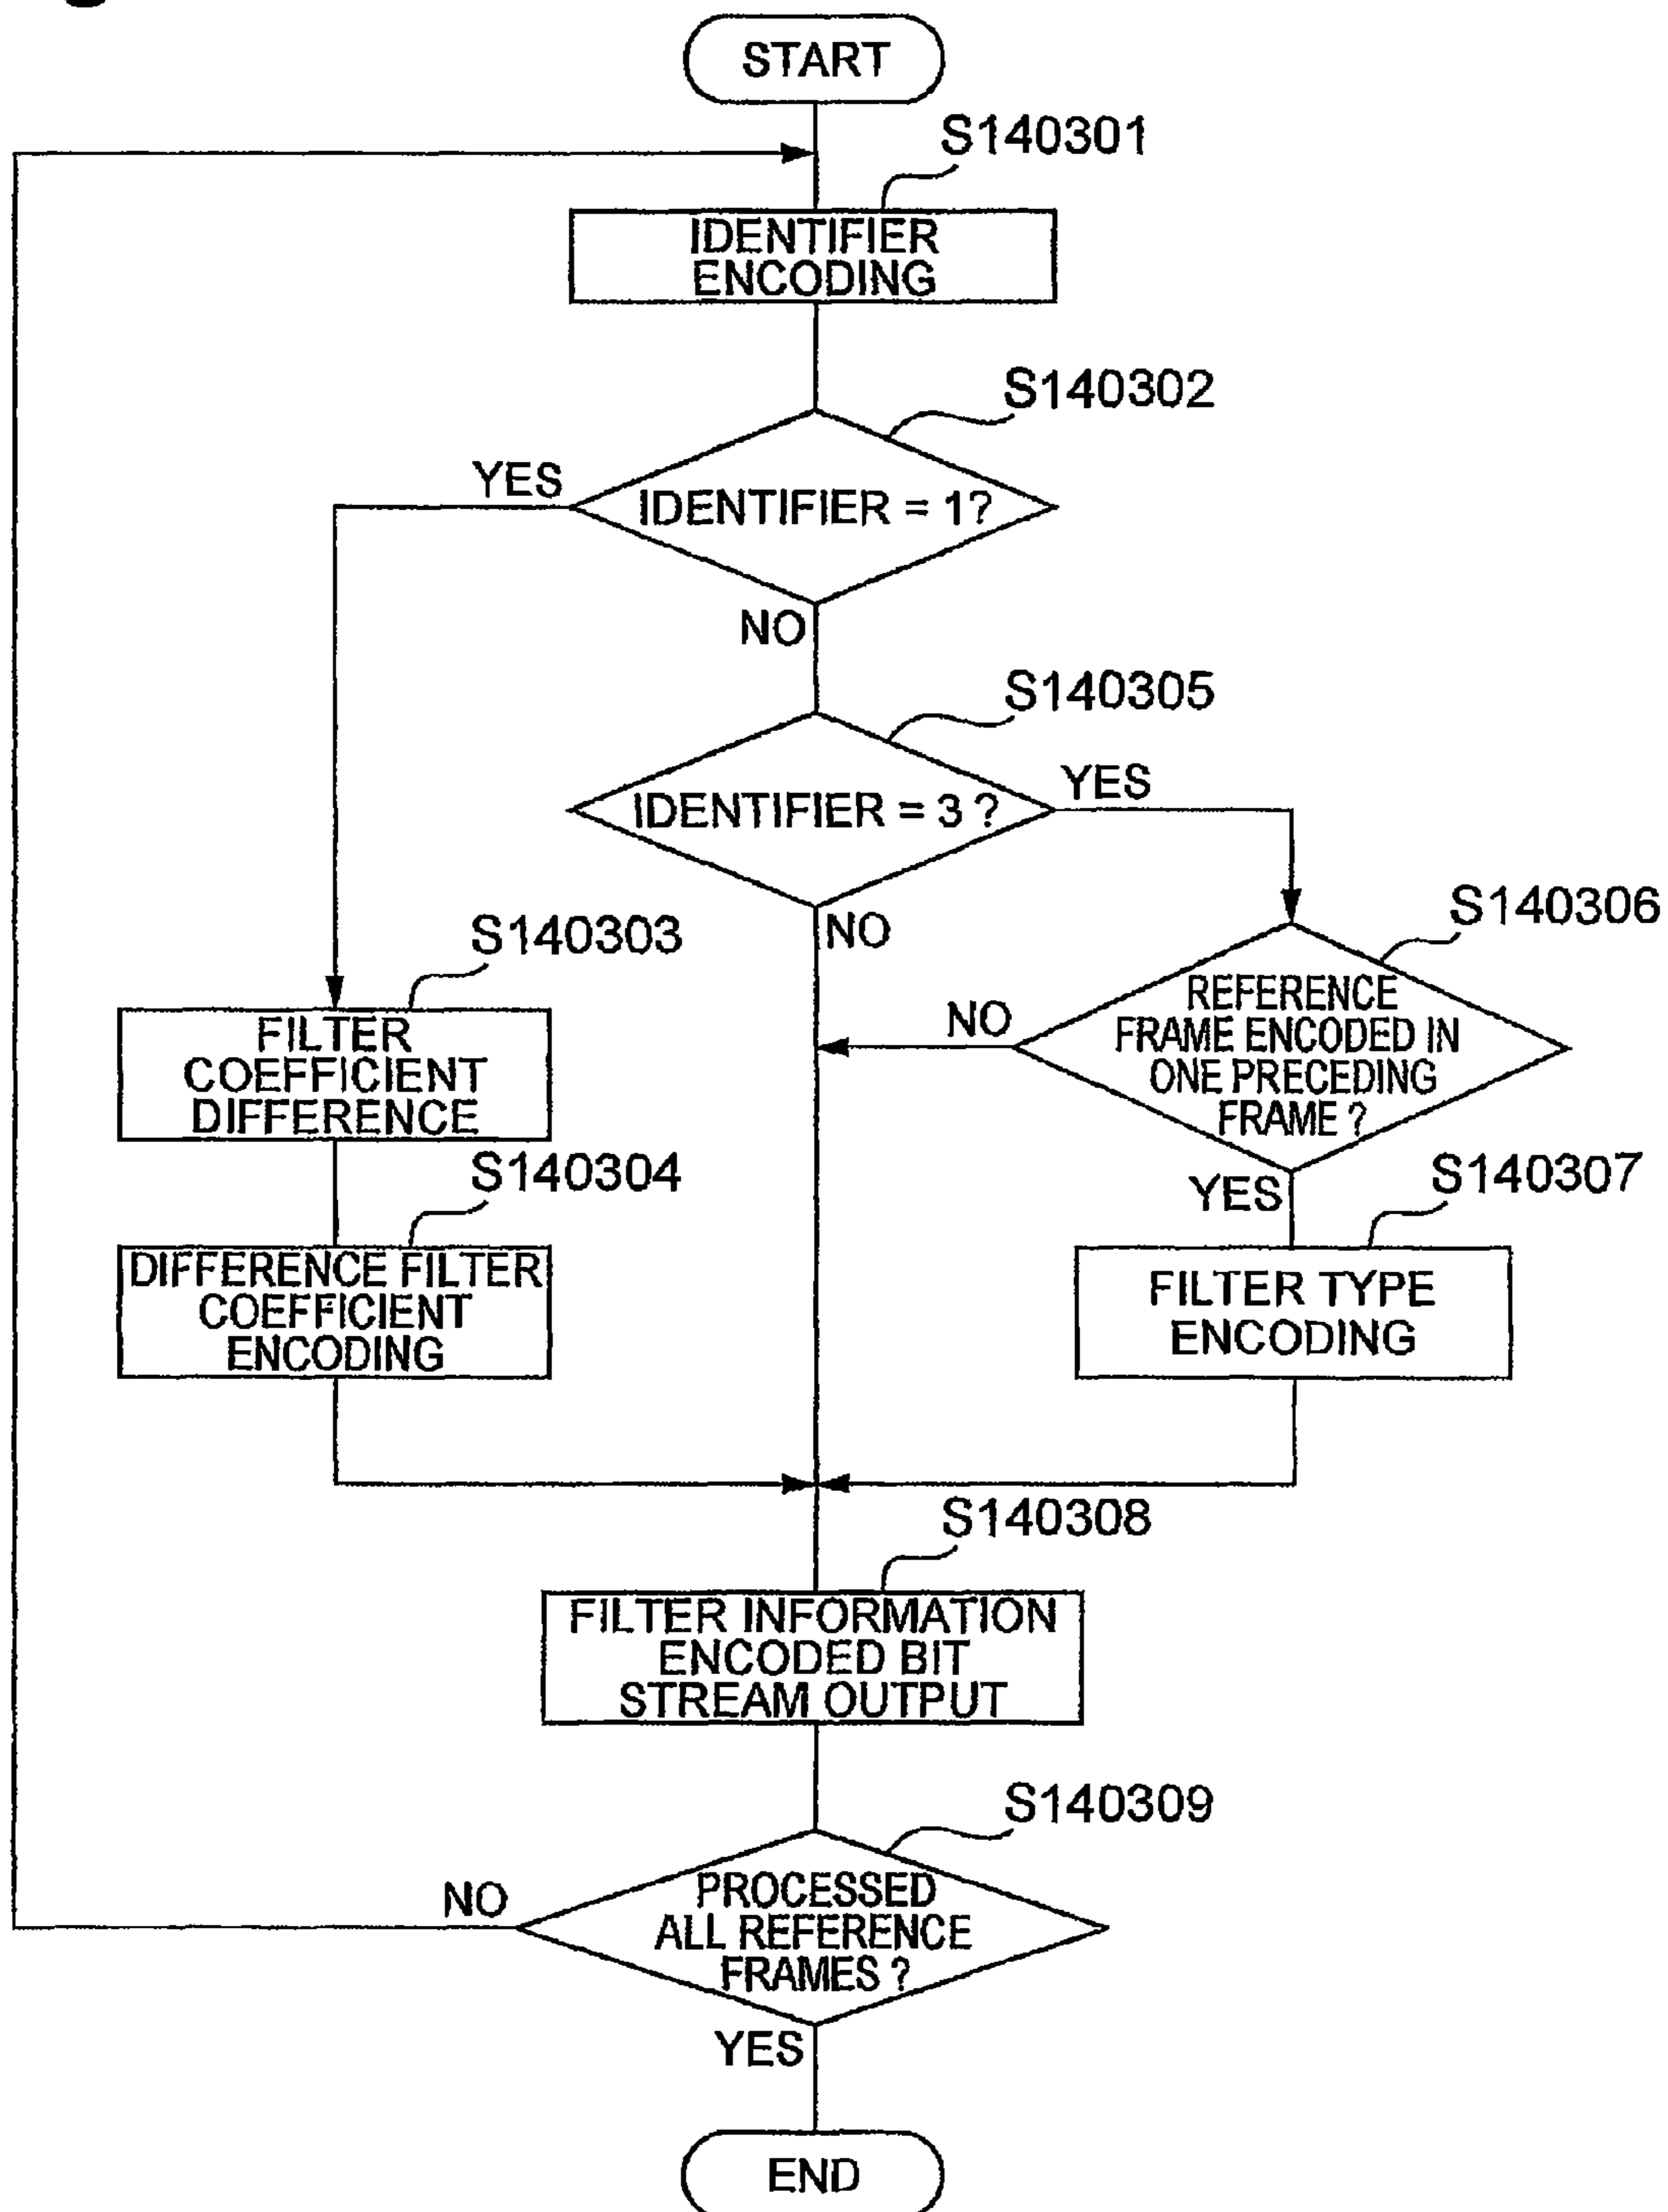 START
S140301
IDENTIFIER
ENCODING
S140302
YES
IDENTIFIER = 1?
NO
S140305
YES
IDENTIFIER = 3 ?
NO
S140306
S140303
REFERENCE
FRAME ENCODED IN
ONE PRECEDING
FRAME ?
NO
FILTER
COEFFICIENT
DIFFERENCE
S140304
YES
S140307
DIFFERENCE FILTER
COEFFICIENT
ENCODING
FILTER TYPE
ENCODING
S140308
FILTER INFORMATION
ENCODED BIT
STREAM OUTPUT
S140309
NO
PROCESSED
ALL REFERENCE
FRAMES ?
YES
END